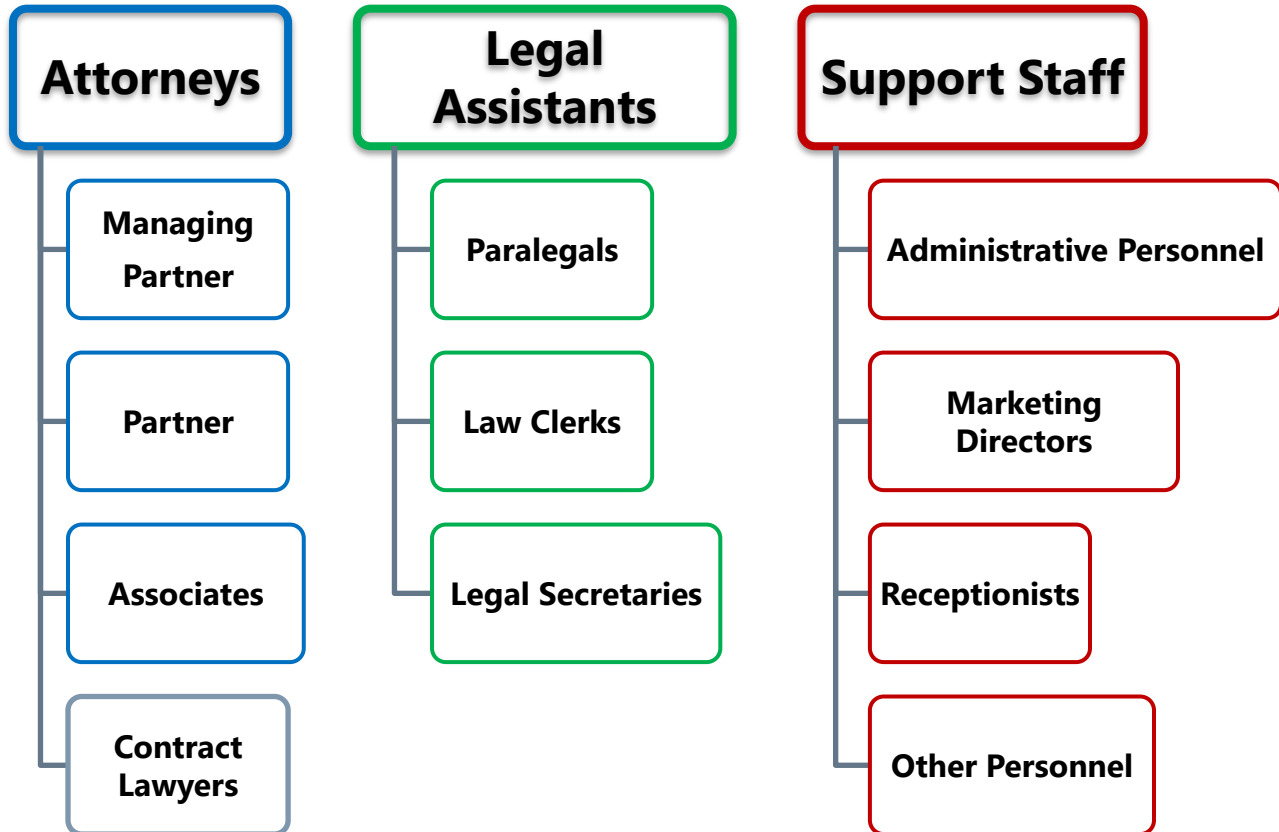 Attorneys
Managing
Partner
Partner
Associates
Contract
Lawyers
Legal
Assistants
Paralegals
Law Clerks
Legal Secretaries
Support Staff
Administrative Personnel
Marketing
Directors
Receptionists
Other Personnel